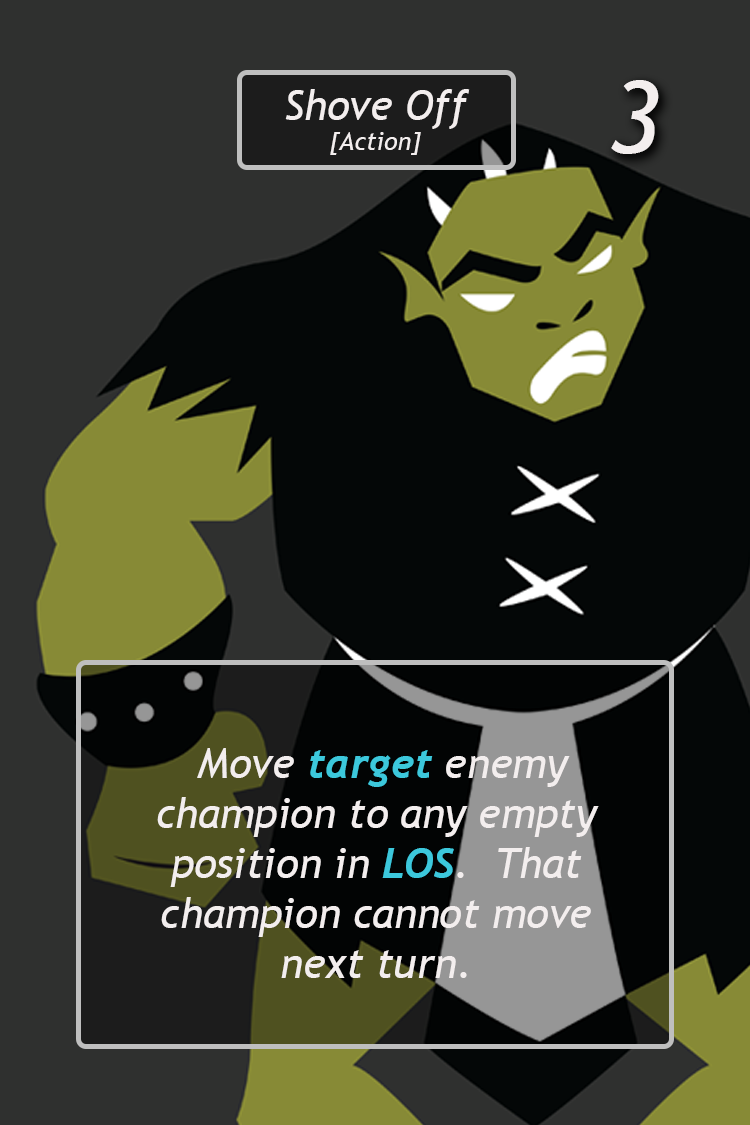 Shove Off
[Action]
3
Move target enemy
champion to any empty
position in LOS.  That
champion cannot move
next turn.